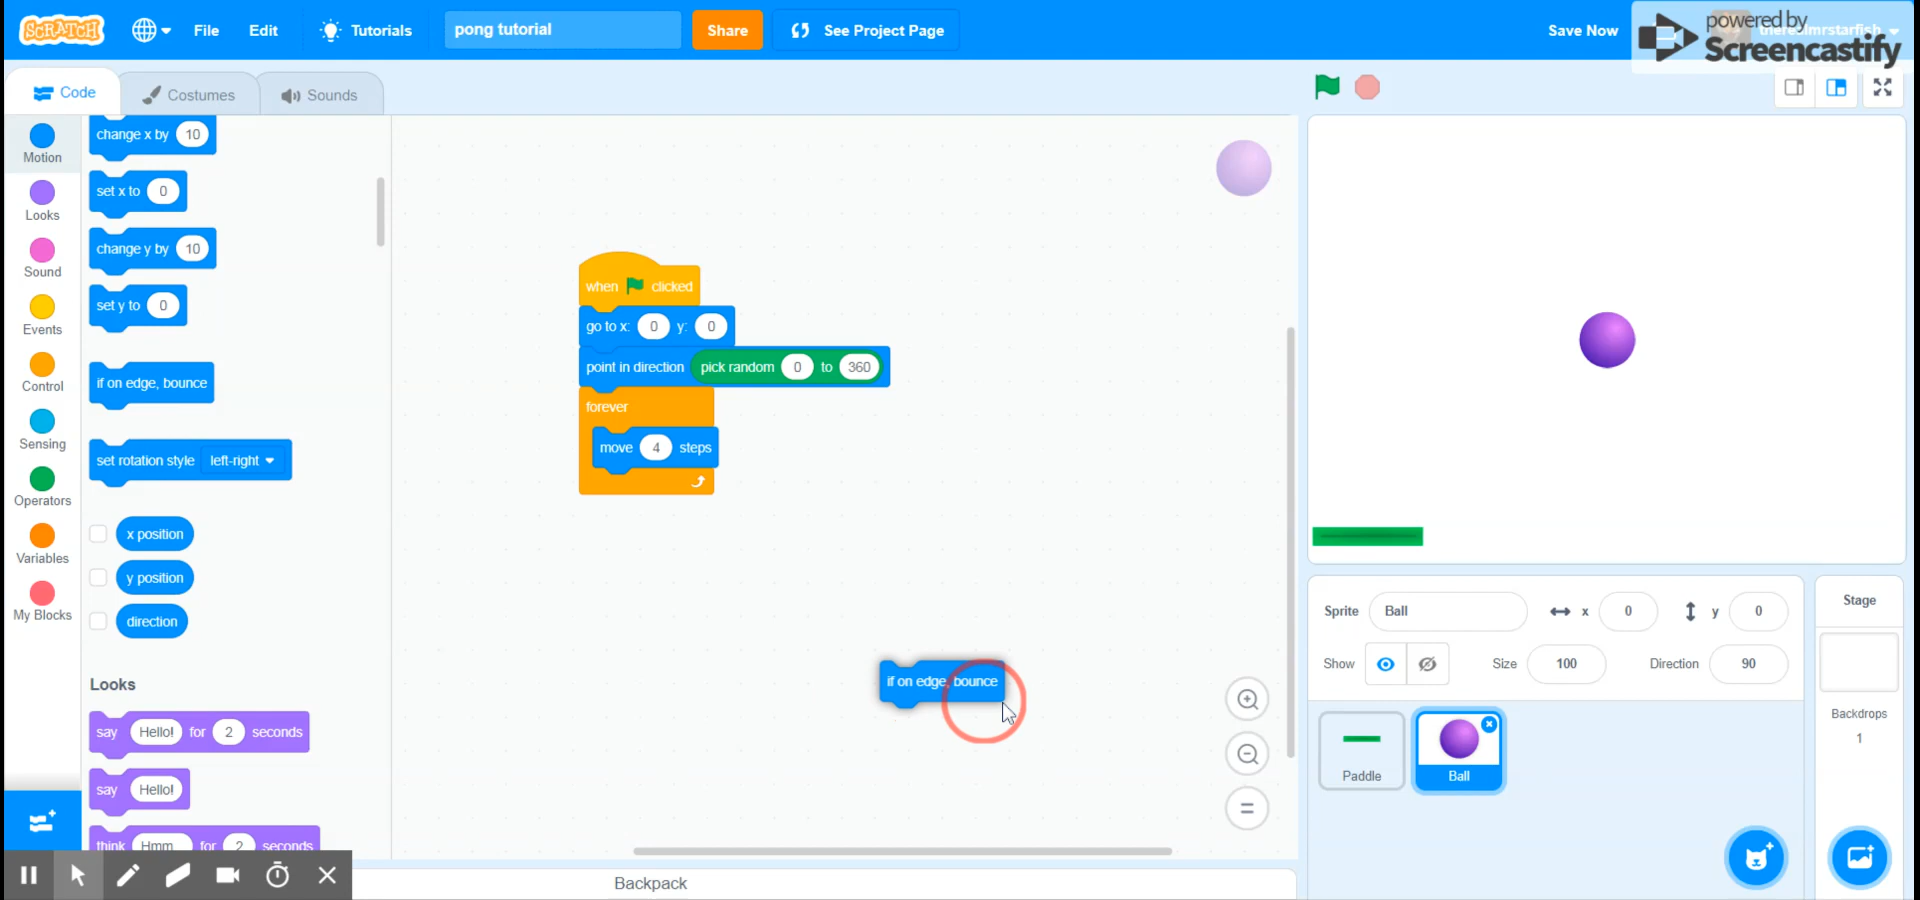 SCRATCH
File
Edit
Tutorials
pong tutorial
Share
See Project Page
Save Now
powered by
Screencastify
Code
Costumes
Sounds
Motion
Looks
Sound
Events
Control
Sensing
Operators
Variables
My Blocks
change x by 10
set x to 0
change y by 10
set y to 0
if on edge, bounce
set rotation style left-right
x position
y position
direction
Looks
say Hello! for 2 seconds
say Hello!
think Hmm... for 2 seconds
when clicked
go to x: 0 y: 0
point in direction pick random 0 to 360
forever
move 4 steps
if on edge, bounce
Backpack
Sprite Ball x 0 y 0
Show Size 100 Direction 90
Paddle
Ball
Stage
Backdrops
1